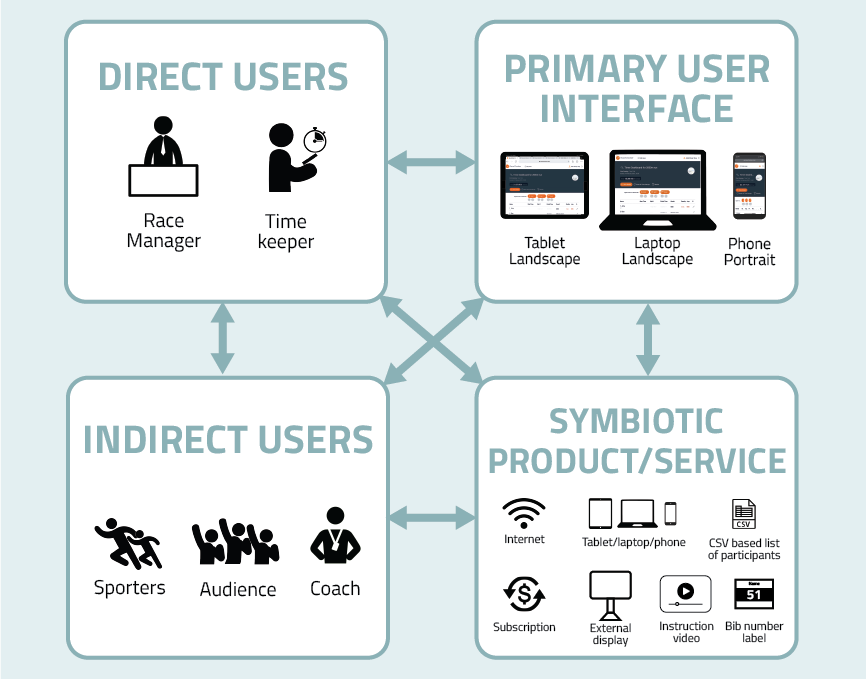 DIRECT USERS
Race
Manager
Time
keeper
PRIMARY USER
INTERFACE
Tablet
Landscape
Laptop
Landscape
Phone
Portrait
INDIRECT USERS
Sporters
Audience
Coach
SYMBIOTIC
PRODUCT/SERVICE
Internet
Tablet/laptop/phone
CSV
CSV based list
of participants
$
Subscription
External
display
Instruction
video
Name
51
Bib number
label